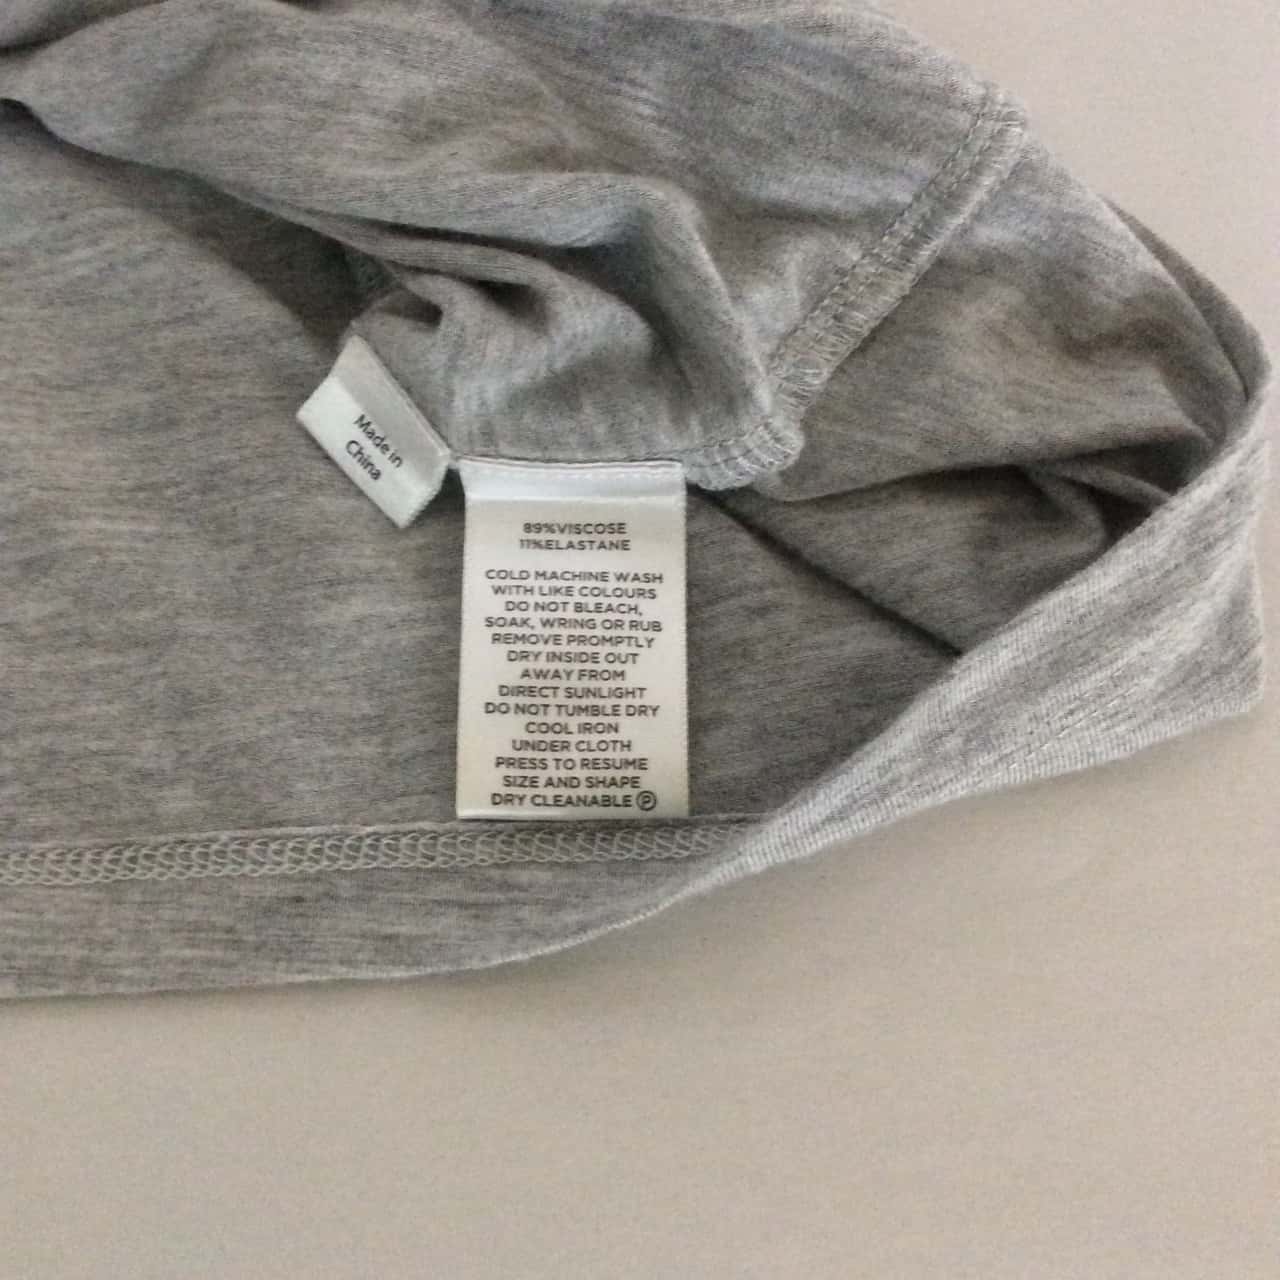 Made in
China
89%VISCOSE
11%ELASTANE
COLD MACHINE WASH
WITH LIKE COLOURS
DO NOT BLEACH,
SOAK, WRING OR RUB
REMOVE PROMPTLY
DRY INSIDE OUT
AWAY FROM
DIRECT SUNLIGHT
DO NOT TUMBLE DRY
COOL IRON
UNDER CLOTH
PRESS TO RESUME
SIZE AND SHAPE
DRY CLEANABLE Ⓟ